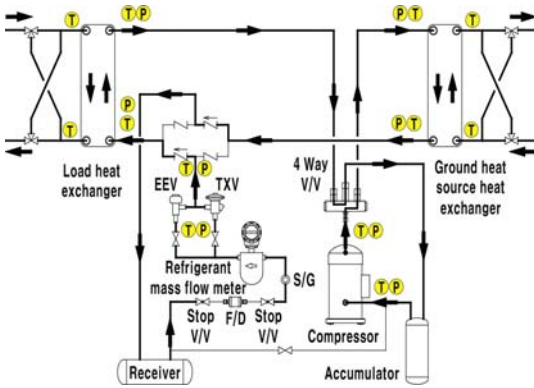 T
T P
P T
T
P
T
T
P T
T
Load heat
exchanger
4 Way
V/V
Ground heat
source heat
exchanger
T P
EEV
TXV
T P
T P
Refrigerant
mass flow meter
S/G
T P
Stop
V/V
F/D
Stop
V/V
Compressor
Receiver
Accumulator